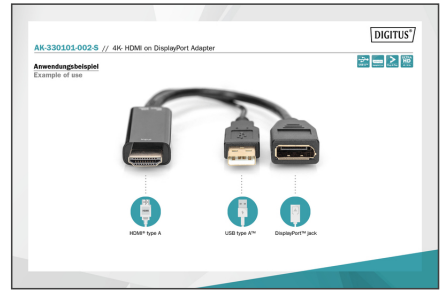 DIGITUS®
AK-330101-002-S // 4K- HDMI on DisplayPort Adapter
Anwendungsbeispiel
Example of use
HDMI® type A
USB type A™
DisplayPort™ jack